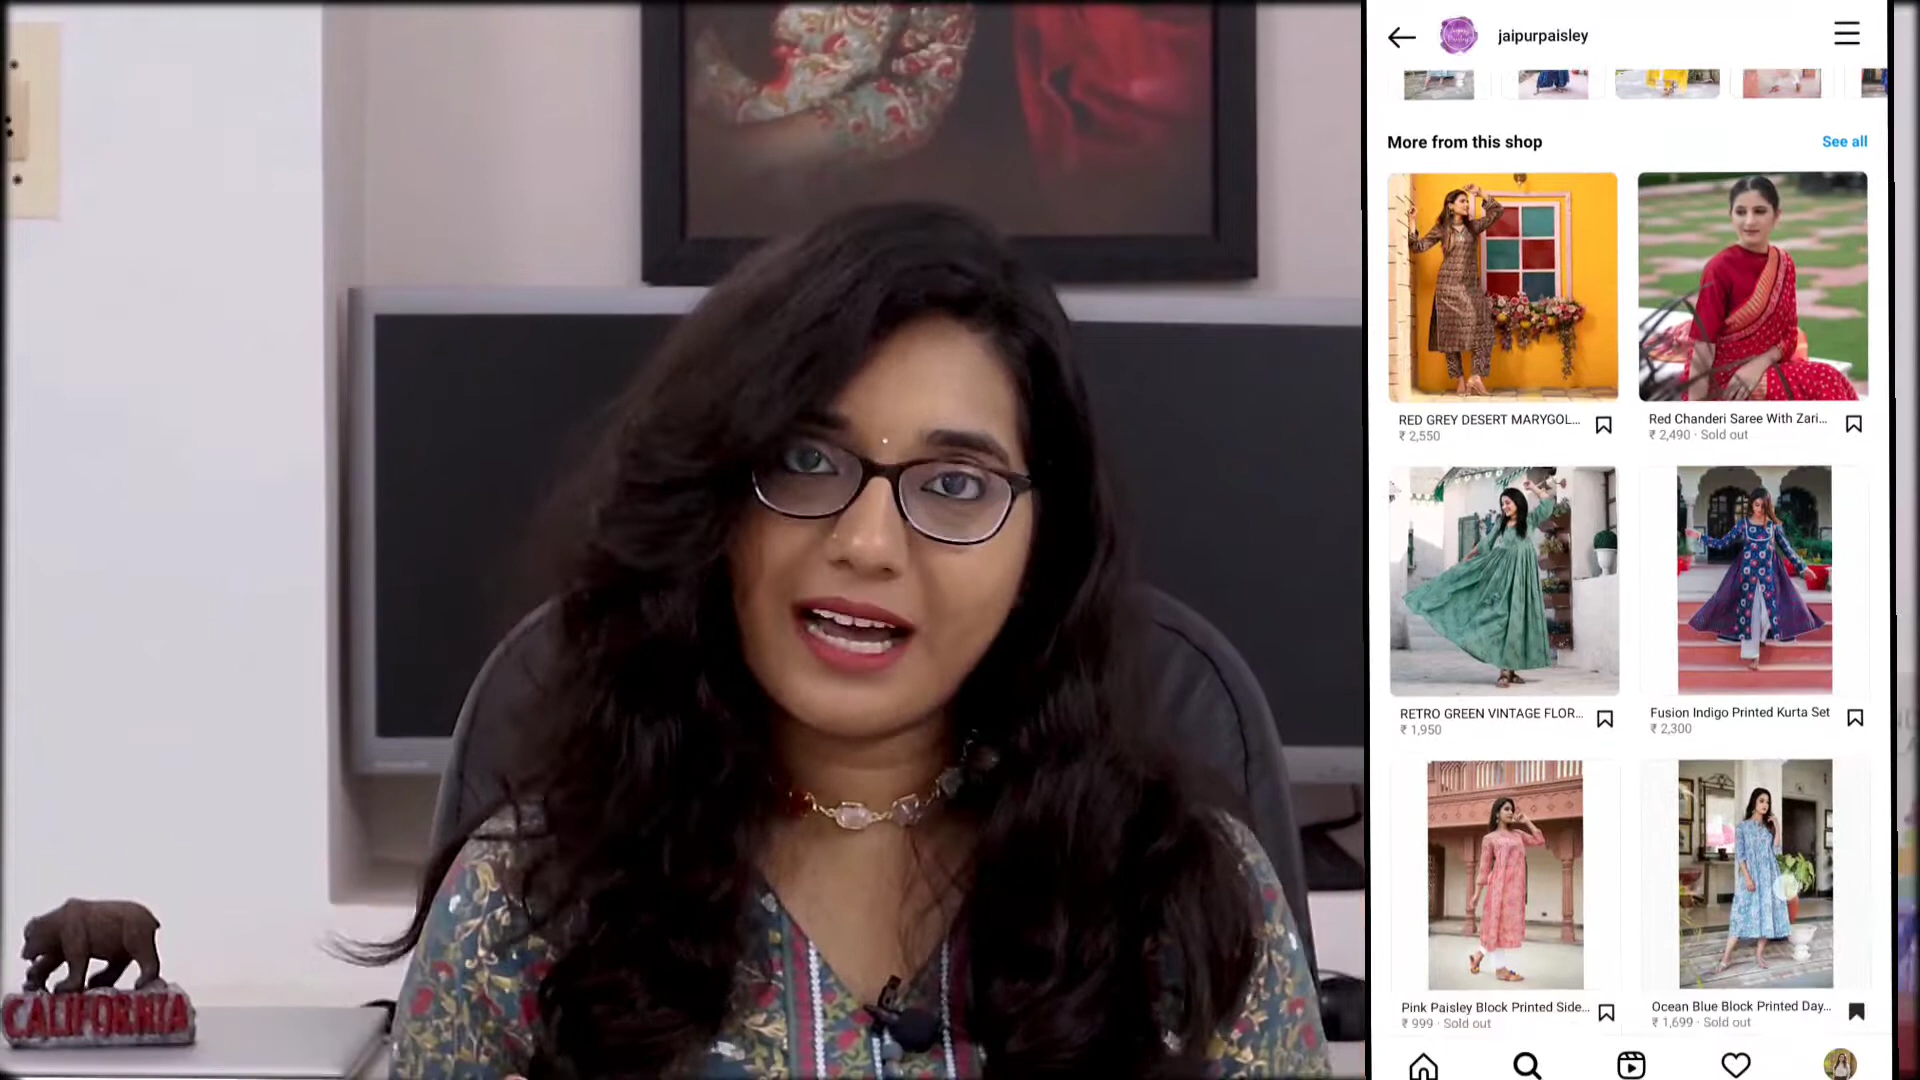 CALIFORNIA
jaipurpaisley
More from this shop
See all
RED GREY DESERT MARYGOL...
₹ 2,550
Red Chanderi Saree With Zari...
₹ 2,490 · Sold out
RETRO GREEN VINTAGE FLOR...
₹ 1,950
Fusion Indigo Printed Kurta Set
₹ 2,300
Pink Paisley Block Printed Side...
₹ 999 · Sold out
Ocean Blue Block Printed Day...
₹ 1,699 · Sold out